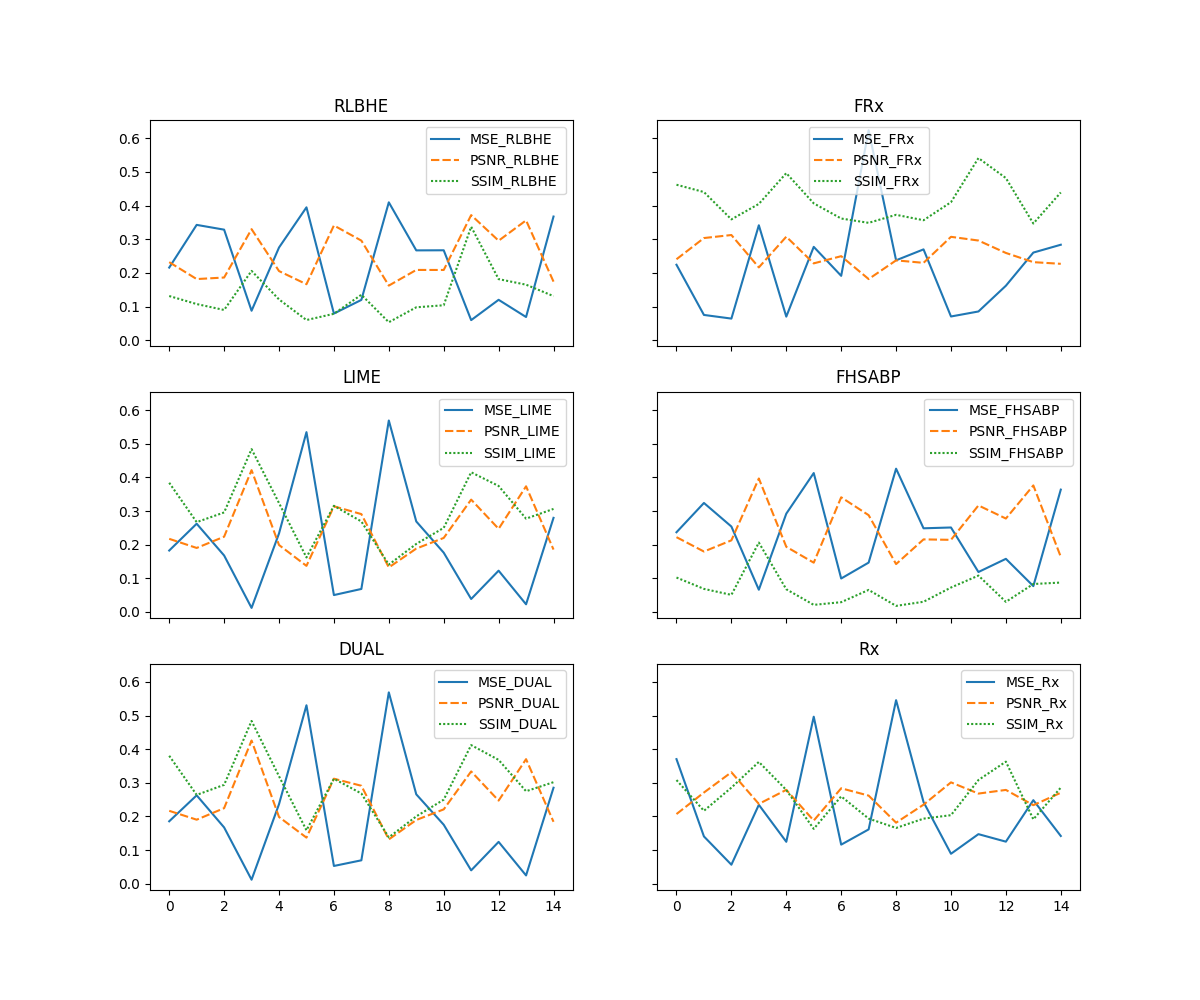 RLBHE
0.6
0.5
0.4
0.3
0.2
0.1
0.0
MSE_RLBHE
PSNR_RLBHE
SSIM_RLBHE
FRx
MSE_FRx
PSNR_FRx
SSIM_FRx
LIME
0.6
0.5
0.4
0.3
0.2
0.1
0.0
MSE_LIME
PSNR_LIME
SSIM_LIME
FHSABP
MSE_FHSABP
PSNR_FHSABP
SSIM_FHSABP
DUAL
0.6
0.5
0.4
0.3
0.2
0.1
0.0
MSE_DUAL
PSNR_DUAL
SSIM_DUAL
0 2 4 6 8 10 12 14
Rx
MSE_Rx
PSNR_Rx
SSIM_Rx
0 2 4 6 8 10 12 14